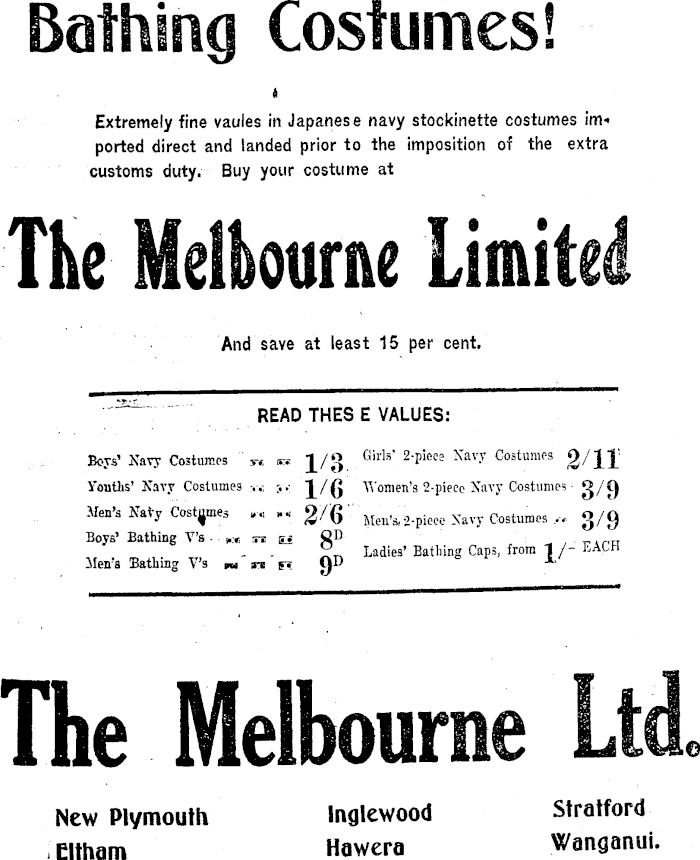 Bathing Costumes!
Extremely fine vaules in Japanese navy stockinette costumes im-
ported direct and landed prior to the imposition of the extra
customs duty. Buy your costume at
The Melbourne Limited
And save at least 15 per cent.
READ THES E VALUES:
Boys' Navy Costumes 1/3
Youths' Navy Costumes 1/6
Men's Navy Costumes 2/6
Boys' Bathing V's 8D
Men's Bathing V's 9D
Girls' 2-piece Navy Costumes 2/11
Women's 2-piece Navy Costumes 3/9
Men's, 2-piece Navy Costumes 3/9
Ladies' Bathing Caps, from 1/- EACH
The Melbourne Ltd.
New Plymouth Inglewood Stratford
Eltham Hawera Wanganui.